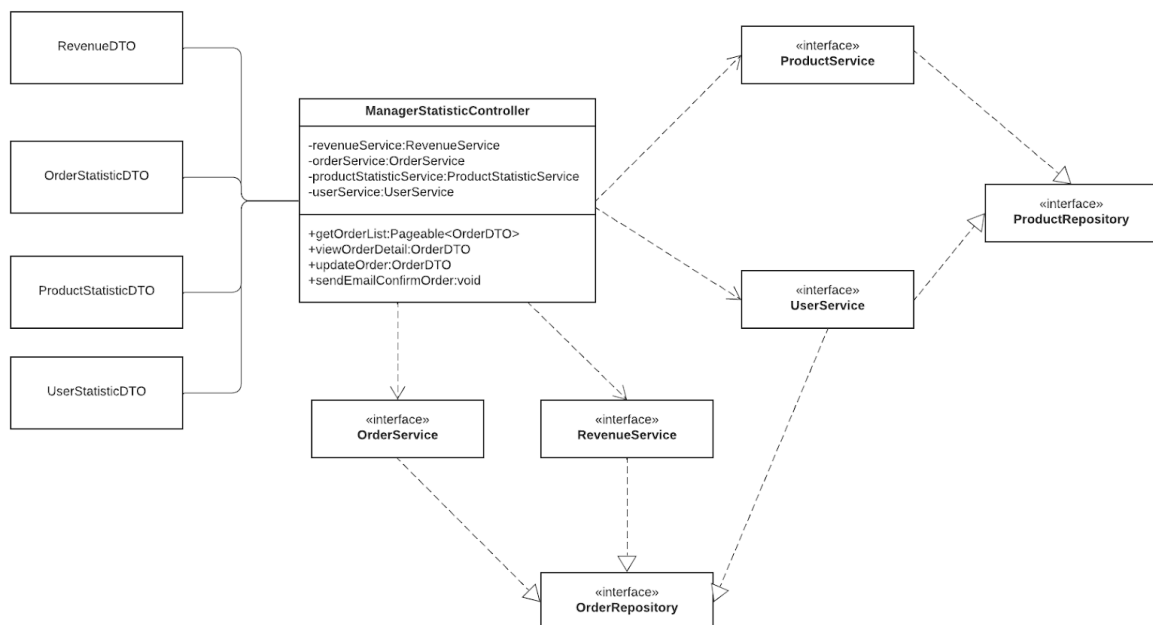 RevenueDTO
OrderStatisticDTO
ProductStatisticDTO
UserStatisticDTO
ManagerStatisticController
-revenueService:RevenueService
-orderService:OrderService
-productStatisticService:ProductStatisticService
-userService:UserService
+getOrderList:Pageable<OrderDTO>
+viewOrderDetail:OrderDTO
+updateOrder:OrderDTO
+sendEmailConfirmOrder:void
«interface»
ProductService
«interface»
ProductRepository
«interface»
UserService
«interface»
OrderService
«interface»
RevenueService
«interface»
OrderRepository